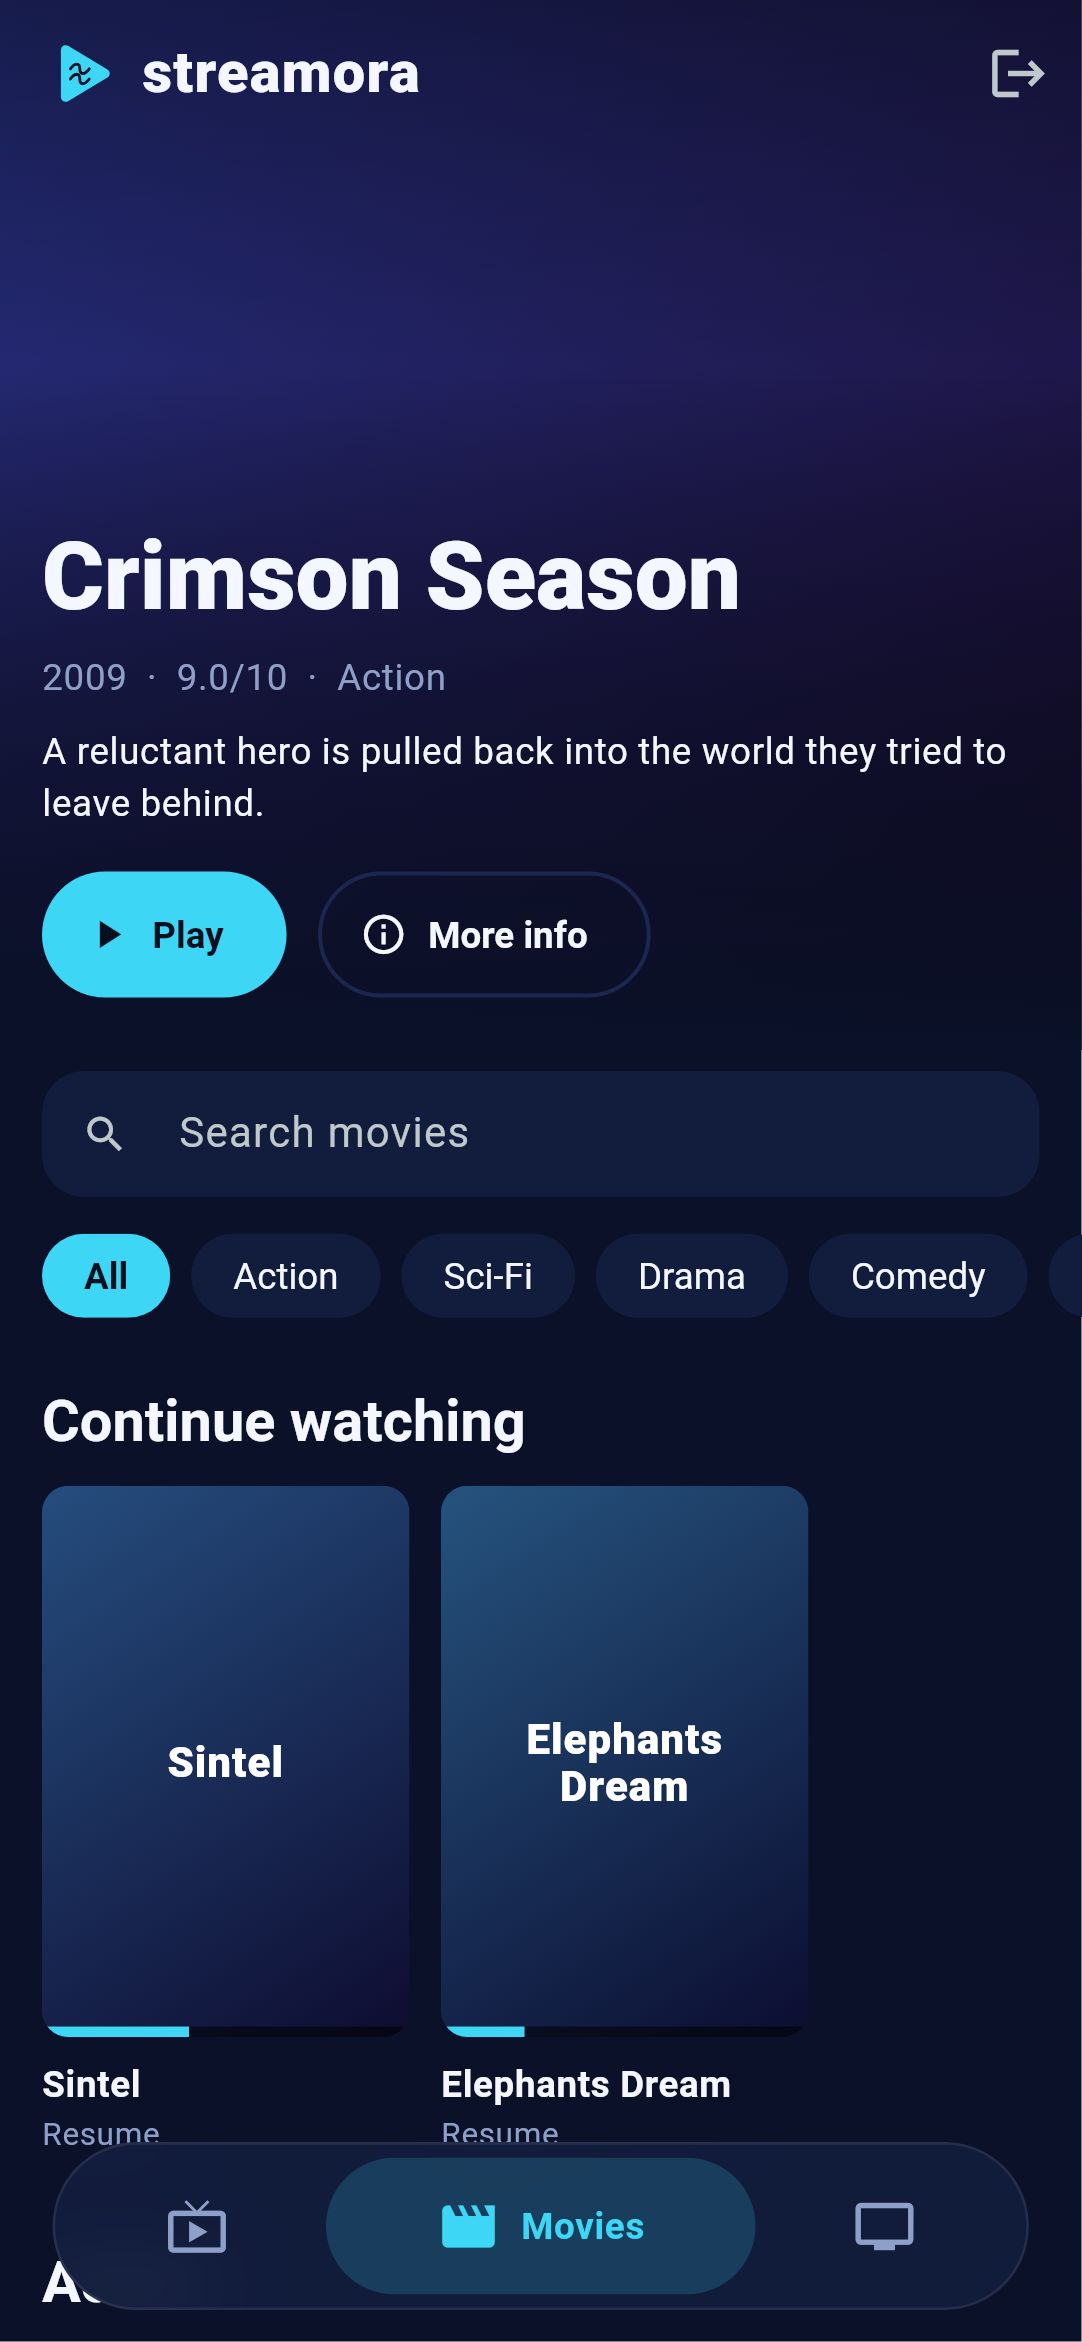 streamora
Crimson Season
2009 · 9.0/10 · Action
A reluctant hero is pulled back into the world they tried to
leave behind.
Play
More info
Search movies
All
Action
Sci-Fi
Drama
Comedy
Continue watching
Sintel
Elephants
Dream
Sintel
Elephants Dream
Resume
Resume
Movies